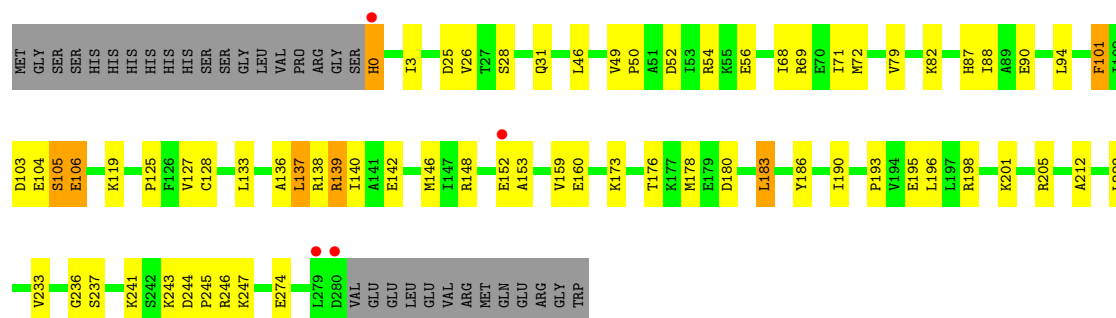 MET GLY SER SER HIS HIS HIS HIS HIS HIS SER SER GLY LEU VAL PRO ARG GLY SER H0 I3 D25 V26 T27 S28 Q31 L46 V49 P50 A51 D52 I53 R54 K55 E56 I68 R69 E70 I71 M72 V79 K82 H87 I88 A89 E90 L94 F101
D103 E104 S105 E106 K119 P125 F126 V127 C128 L133 A136 L137 R138 R139 I140 A141 E142 M146 I147 R148 E152 A153 V159 E160 K173 T176 K177 M178 E179 D180 L183 Y186 I190 P193 V194 E195 L196 L197 R198 K201 R205 A212
V233 G236 S237 K241 S242 K243 D244 P245 R246 K247 E274 L279 D280 VAL GLU GLU LEU GLU VAL ARG MET GLN GLU ARG GLY TRP